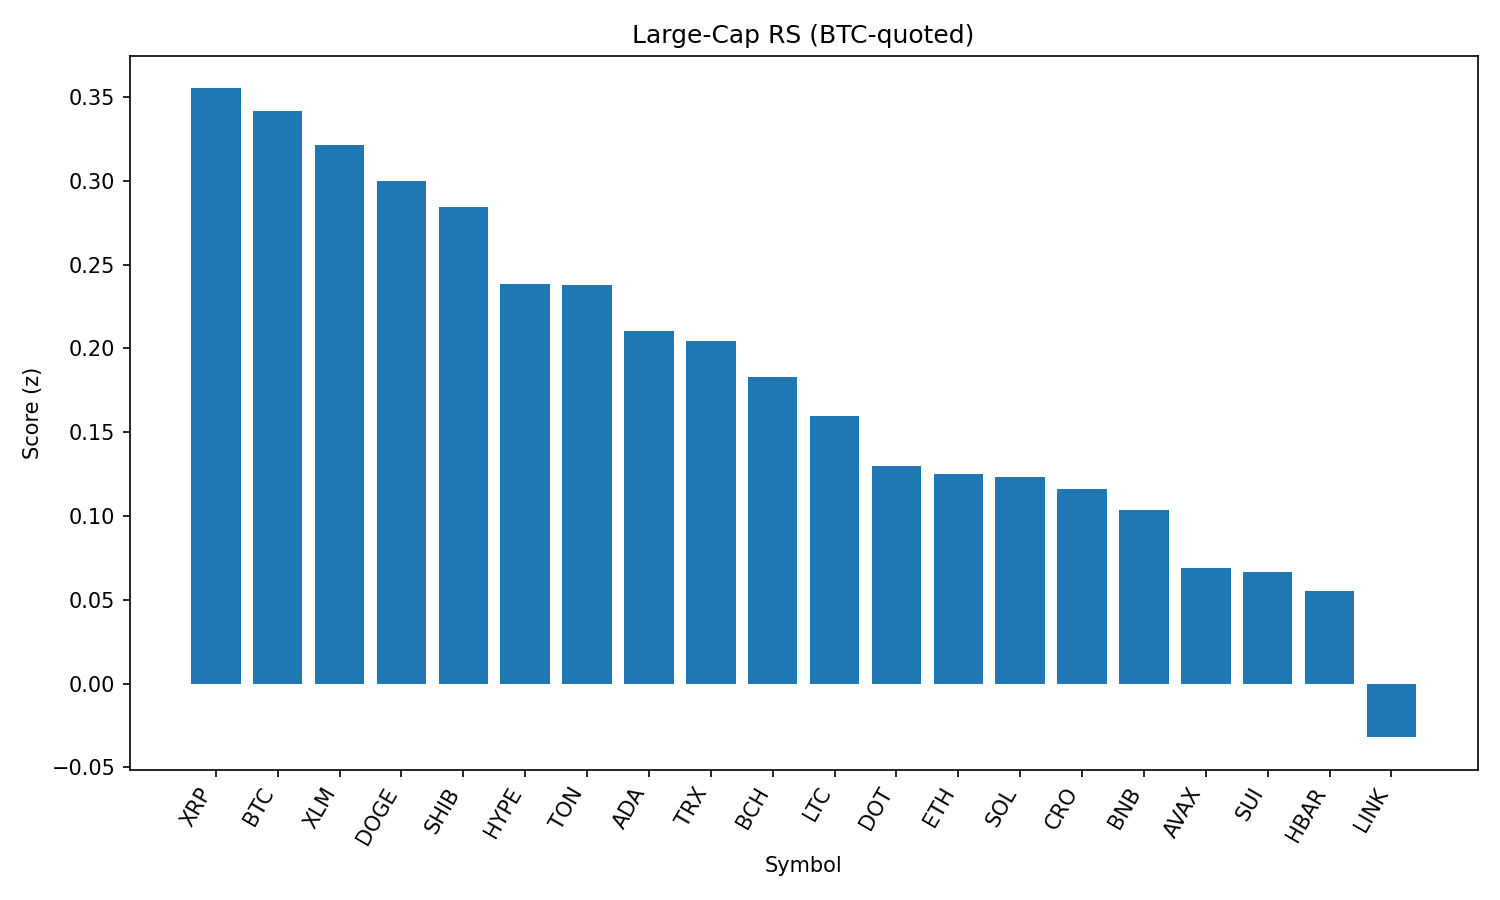 Large-Cap RS (BTC-quoted)
Score (z)
0.35
0.30
0.25
0.20
0.15
0.10
0.05
0.00
−0.05
XRP
BTC
XLM
DOGE
SHIB
HYPE
TON
ADA
TRX
BCH
LTC
DOT
ETH
SOL
CRO
BNB
AVAX
SUI
HBAR
LINK
Symbol